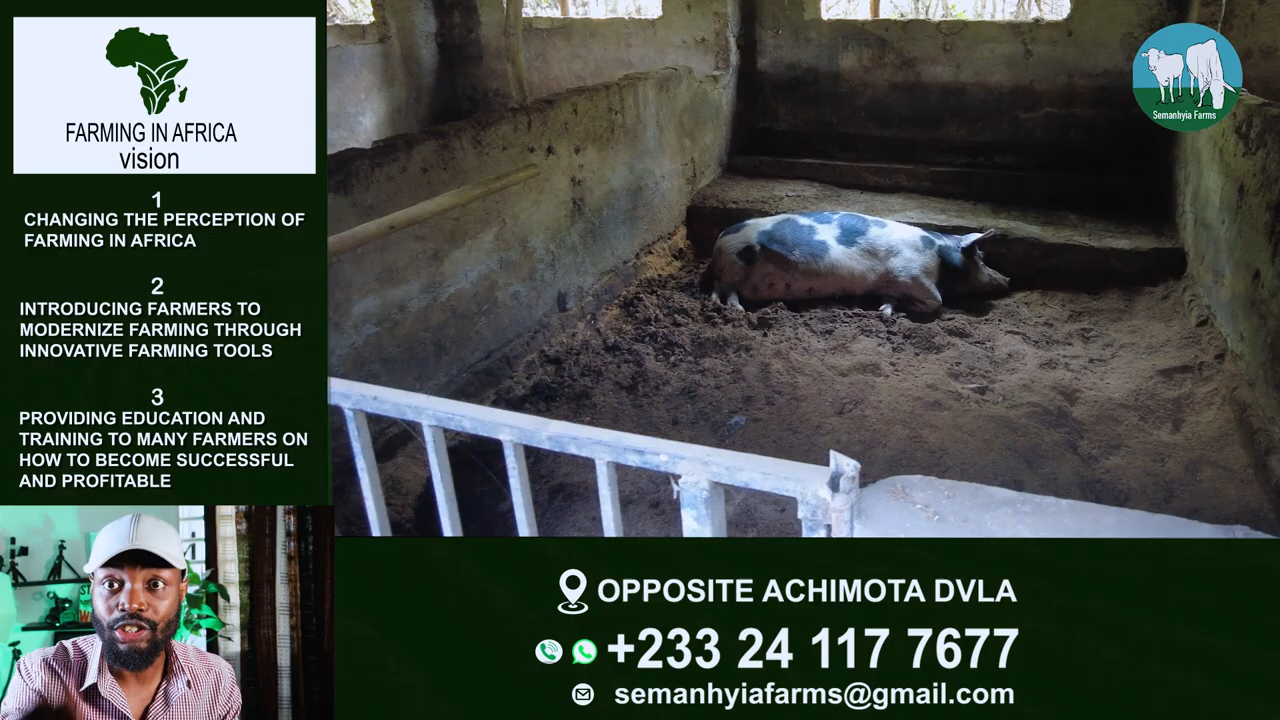 FARMING IN AFRICA
vision
1
CHANGING THE PERCEPTION OF
FARMING IN AFRICA
2
INTRODUCING FARMERS TO
MODERNIZE FARMING THROUGH
INNOVATIVE FARMING TOOLS
3
PROVIDING EDUCATION AND
TRAINING TO MANY FARMERS ON
HOW TO BECOME SUCCESSFUL
AND PROFITABLE
Semanhyia Farms
OPPOSITE ACHIMOTA DVLA
+233 24 117 7677
semanhyiafarms@gmail.com